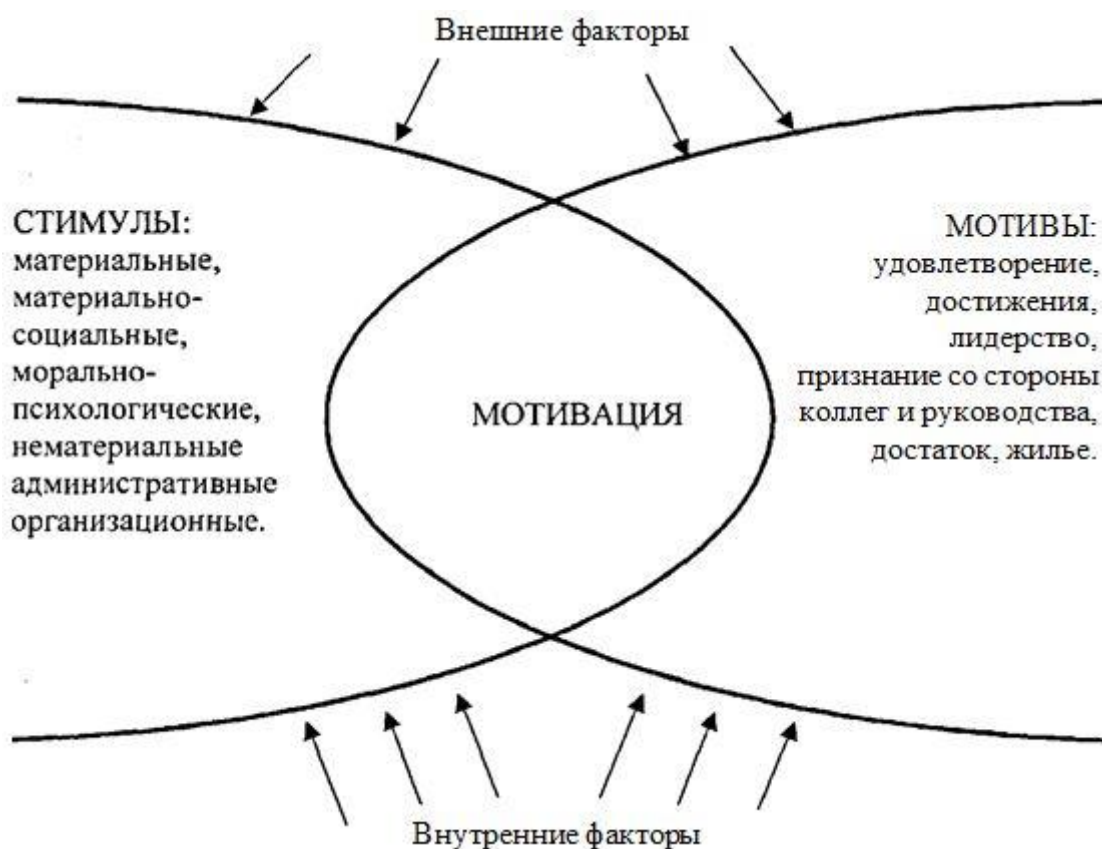 Внешние факторы
СТИМУЛЫ:
материальные,
материально-
социальные,
морально-
психологические,
нематериальные
административные
организационные.
МОТИВАЦИЯ
МОТИВЫ:
удовлетворение,
достижения,
лидерство,
признание со стороны
коллег и руководства,
достаток, жилье.
Внутренние факторы